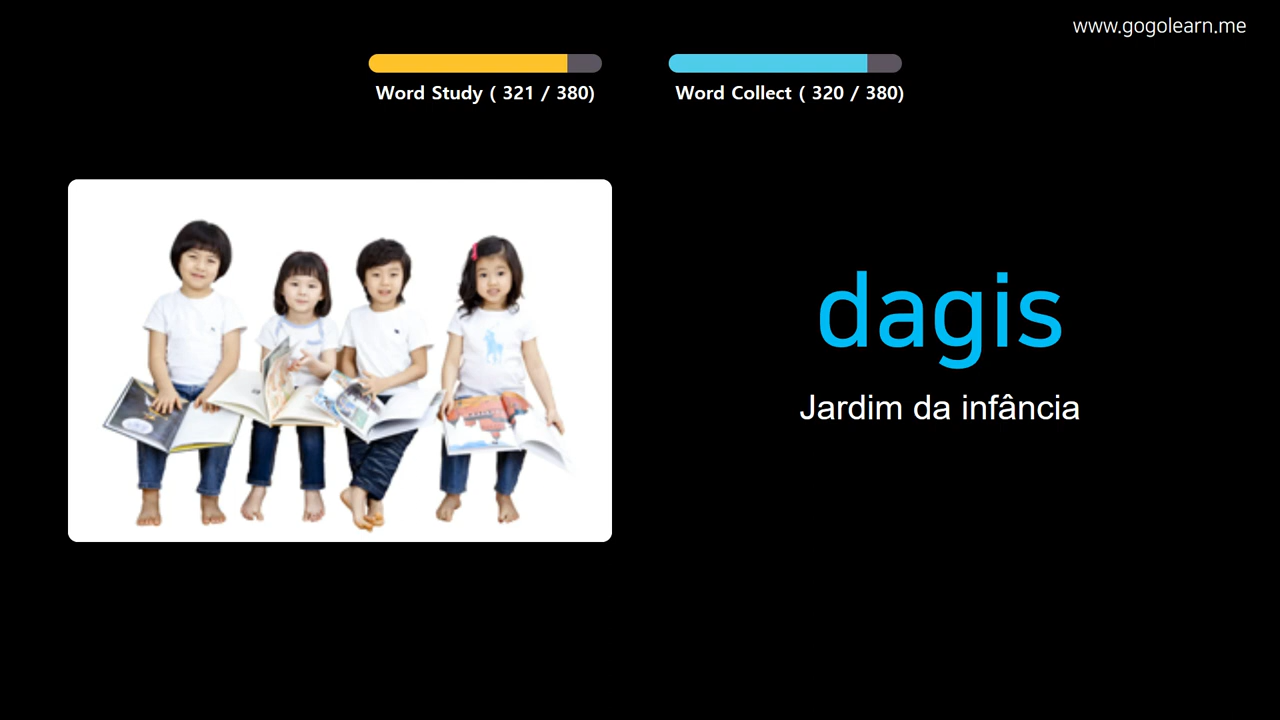 www.gogolearn.me
Word Study ( 321 / 380)
Word Collect ( 320 / 380)
dagis
Jardim da infância